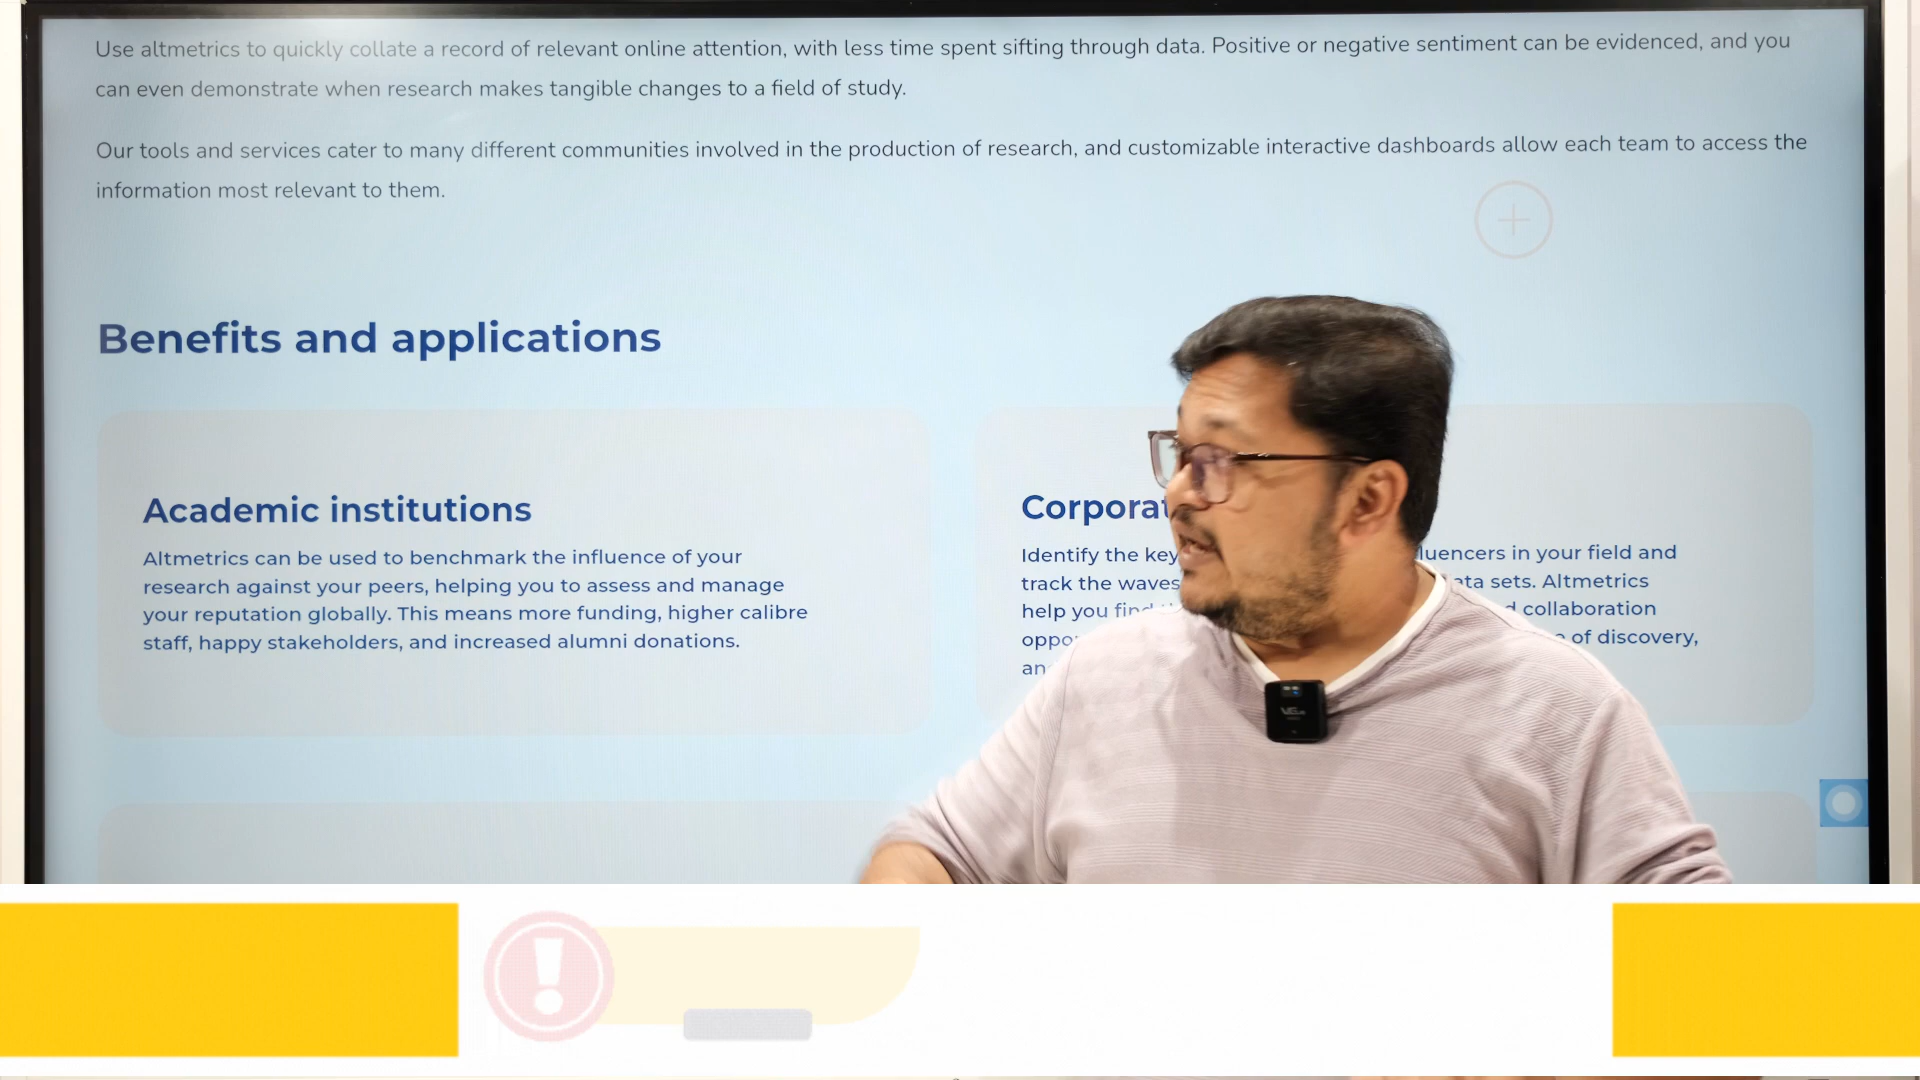 Use altmetrics to quickly collate a record of relevant online attention, with less time spent sifting through data. Positive or negative sentiment can be evidenced, and you
can even demonstrate when research makes tangible changes to a field of study.
Our tools and services cater to many different communities involved in the production of research, and customizable interactive dashboards allow each team to access the
information most relevant to them.
Benefits and applications
Academic institutions
Altmetrics can be used to benchmark the influence of your
research against your peers, helping you to assess and manage
your reputation globally. This means more funding, higher calibre
staff, happy stakeholders, and increased alumni donations.
Identify the key in your field and
track the waves sets. Altmetrics
help you collaboration
of discovery,